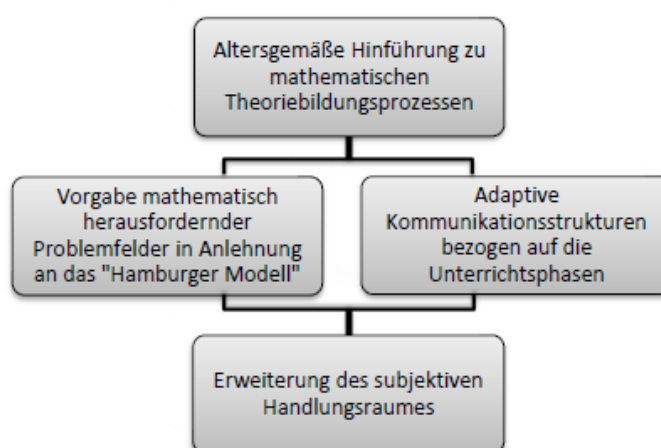 Altersgemäße Hinführung zu
mathematischen
Theoriebildungsprozessen
Vorgabe mathematisch
herausfordernder
Problemfelder in Anlehnung
an das "Hamburger Modell"
Adaptive
Kommunikationsstrukturen
bezogen auf die
Unterrichtsphasen
Erweiterung des subjektiven
Handlungsraumes